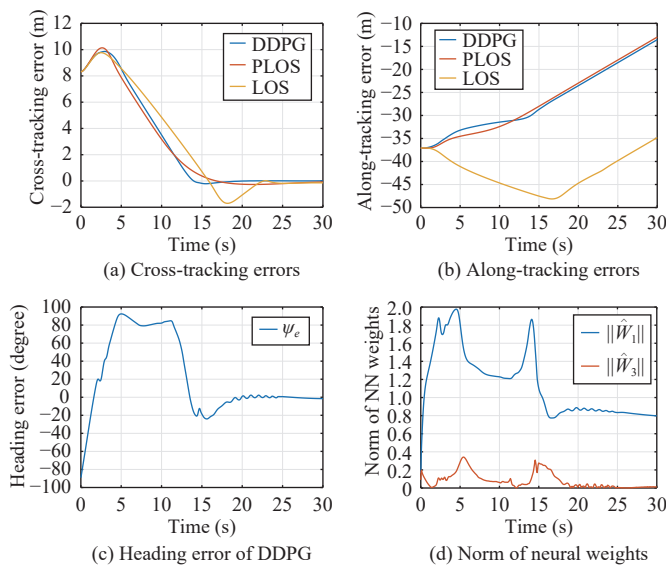 12
10
8
6
4
2
0
−2
0 5 10 15 20 25 30
Cross-tracking error (m)
Time (s)
DDPG
PLOS
LOS
(a) Cross-tracking errors
−10
−15
−20
−25
−30
−35
−40
−45
−50
0 5 10 15 20 25 30
Along-tracking error (m)
Time (s)
DDPG
PLOS
LOS
(b) Along-tracking errors
100
80
60
40
20
0
−20
−40
−60
−80
−100
0 5 10 15 20 25 30
Heading error (degree)
Time (s)
ψₑ
(c) Heading error of DDPG
2.0
1.8
1.6
1.4
1.2
1.0
0.8
0.6
0.4
0.2
0
0 5 10 15 20 25 30
Norm of NN weights
Time (s)
||Ŵ₁||
||Ŵ₃||
(d) Norm of neural weights